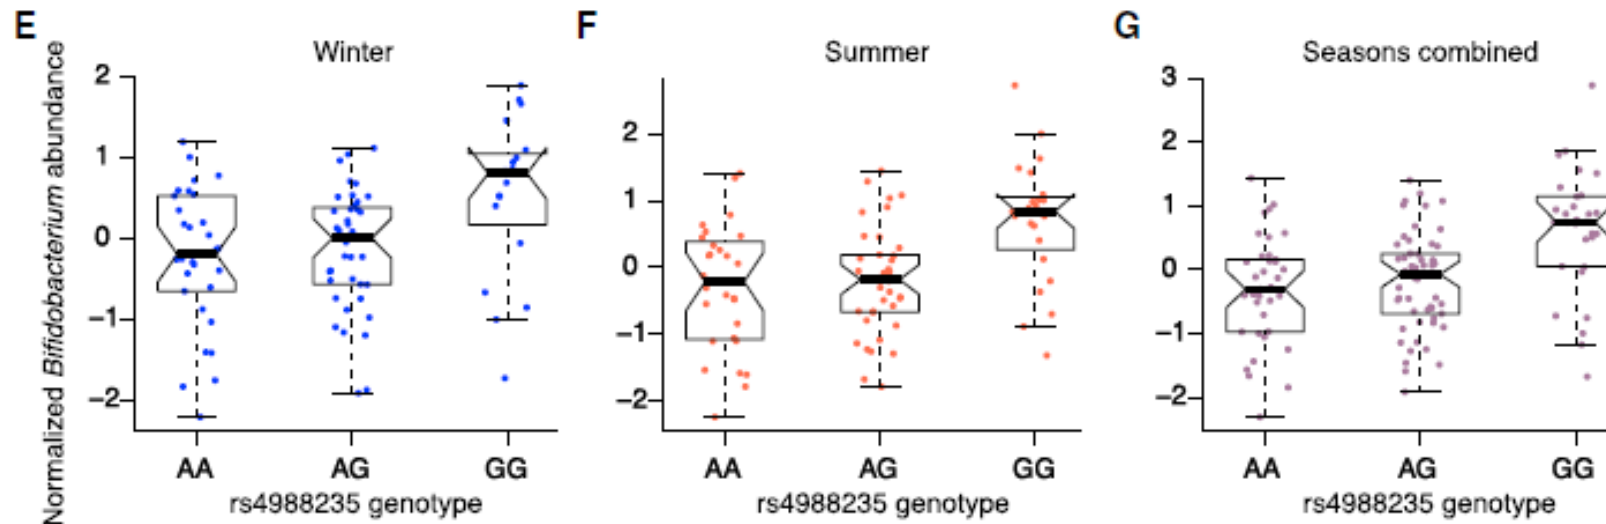 E
Winter
Normalized Bifidobacterium abundance
2
1
0
−1
−2
AA AG GG
rs4988235 genotype
F
Summer
2
1
0
−1
−2
AA AG GG
rs4988235 genotype
G
Seasons combined
3
2
1
0
−1
−2
AA AG GG
rs4988235 genotype